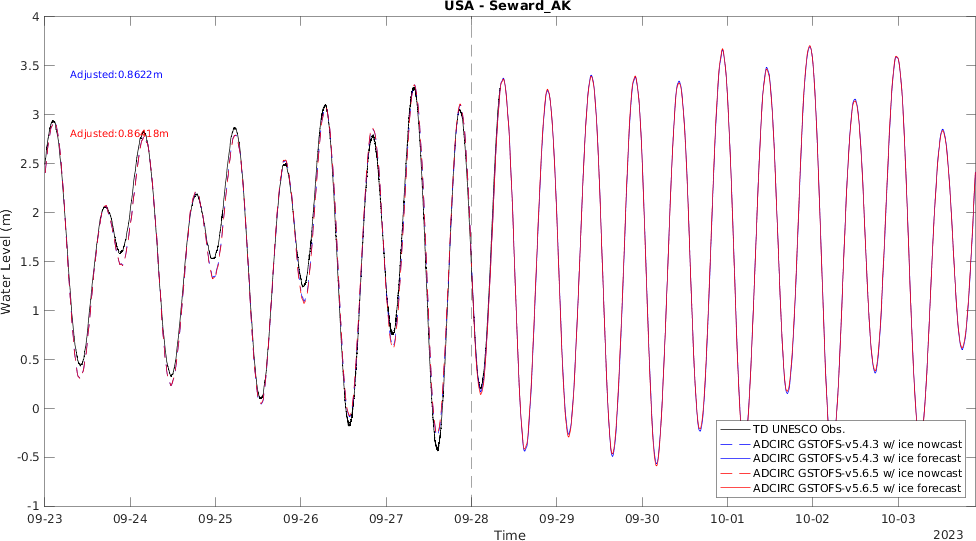 USA - Seward_AK
4
3.5
3
2.5
2
1.5
1
0.5
0
-0.5
-1
Water Level (m)
Adjusted:0.8622m
TD UNESCO Obs.
ADCIRC GSTOFS-v5.4.3 w/ ice nowcast
ADCIRC GSTOFS-v5.4.3 w/ ice forecast
ADCIRC GSTOFS-v5.6.5 w/ ice nowcast
ADCIRC GSTOFS-v5.6.5 w/ ice forecast
09-23 09-24 09-25 09-26 09-27 09-28 09-29 09-30 10-01 10-02 10-03
Time
2023